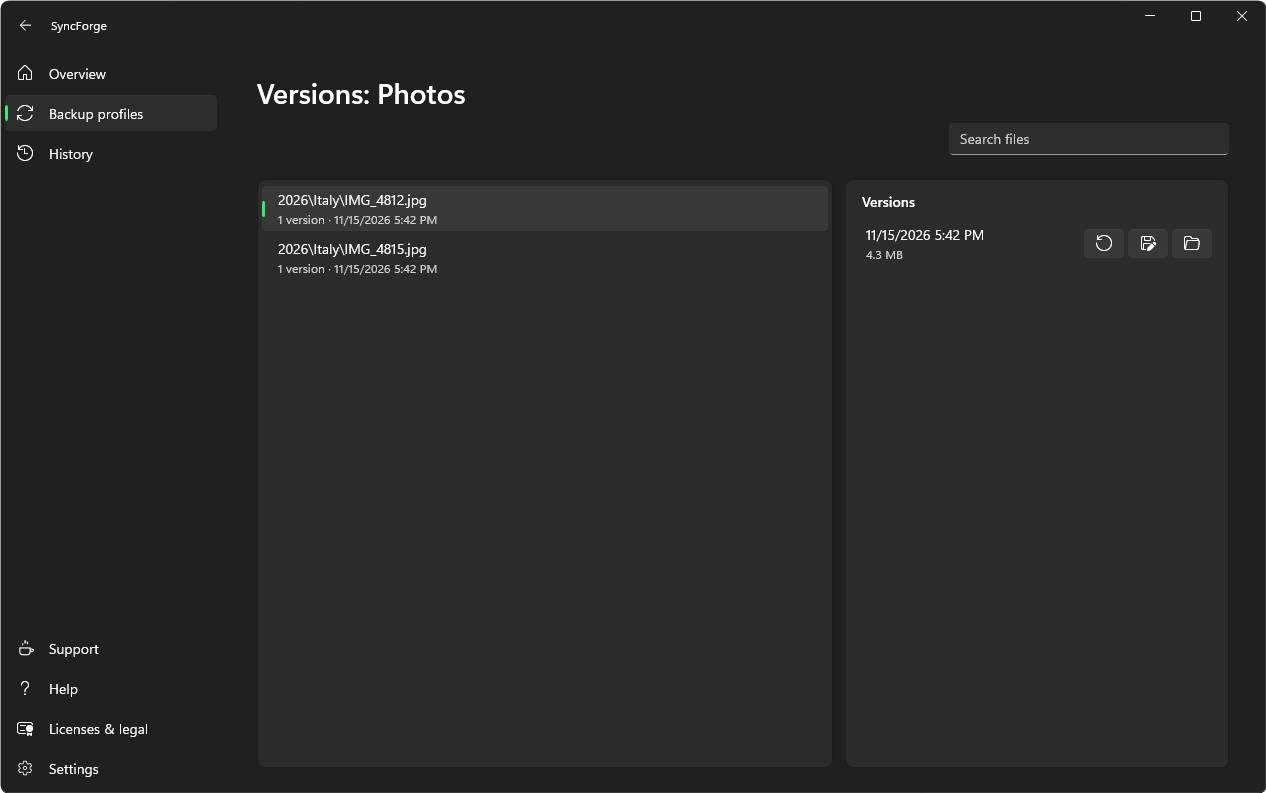 SyncForge
Overview
Backup profiles
History
Versions: Photos
Search files
2026\Italy\IMG_4812.jpg
1 version · 11/15/2026 5:42 PM
2026\Italy\IMG_4815.jpg
1 version · 11/15/2026 5:42 PM
Versions
11/15/2026 5:42 PM
4.3 MB
Support
Help
Licenses & legal
Settings